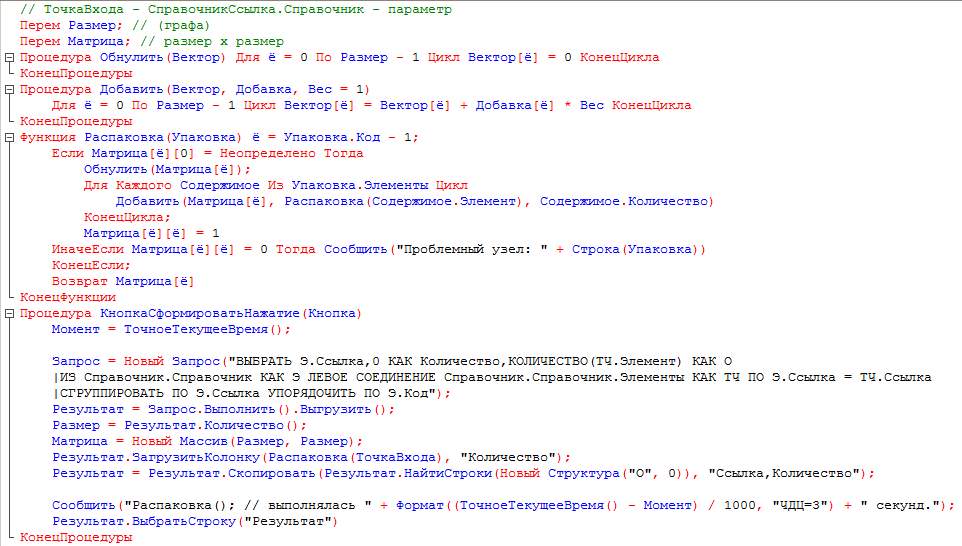 // ТочкаВхода - СправочникСсылка.Справочник - параметр
Перем Размер; // (графа)
Перем Матрица; // размер х размер
Процедура Обнулить(Вектор) Для ё = 0 По Размер - 1 Цикл Вектор[ё] = 0 КонецЦикла
КонецПроцедуры
Процедура Добавить(Вектор, Добавка, Вес = 1)
    Для ё = 0 По Размер - 1 Цикл Вектор[ё] = Вектор[ё] + Добавка[ё] * Вес КонецЦикла
КонецПроцедуры
Функция Распаковка(Упаковка) ё = Упаковка.Код - 1;
    Если Матрица[ё][0] = Неопределено Тогда
        Обнулить(Матрица[ё]);
        Для Каждого Содержимое Из Упаковка.Элементы Цикл
            Добавить(Матрица[ё], Распаковка(Содержимое.Элемент), Содержимое.Количество)
        КонецЦикла;
        Матрица[ё][ё] = 1
    ИначеЕсли Матрица[ё][ё] = 0 Тогда Сообщить("Проблемный узел: " + Строка(Упаковка))
    КонецЕсли;
    Возврат Матрица[ё]
КонецФункции
Процедура КнопкаСформироватьНажатие(Кнопка)
    Момент = ТочноеТекущееВремя();
    Запрос = Новый Запрос("ВЫБРАТЬ Э.Ссылка,0 КАК Количество,КОЛИЧЕСТВО(ТЧ.Элемент) КАК О
    |ИЗ Справочник.Справочник КАК Э ЛЕВОЕ СОЕДИНЕНИЕ Справочник.Справочник.Элементы КАК ТЧ ПО Э.Ссылка = ТЧ.Ссылка
    |СГРУППИРОВАТЬ ПО Э.Ссылка УПОРЯДОЧИТЬ ПО Э.Код");
    Результат = Запрос.Выполнить().Выгрузить();
    Размер = Результат.Количество();
    Матрица = Новый Массив(Размер, Размер);
    Результат.ЗагрузитьКолонку(Распаковка(ТочкаВхода), "Количество");
    Результат = Результат.Скопировать(Результат.НайтиСтроки(Новый Структура("О", 0)), "Ссылка,Количество");
    Сообщить("Распаковка(); // выполнялась " + Формат((ТочноеТекущееВремя() - Момент) / 1000, "ЧДЦ=3") + " секунд.");
    Результат.ВыбратьСтроку("Результат")
КонецПроцедуры